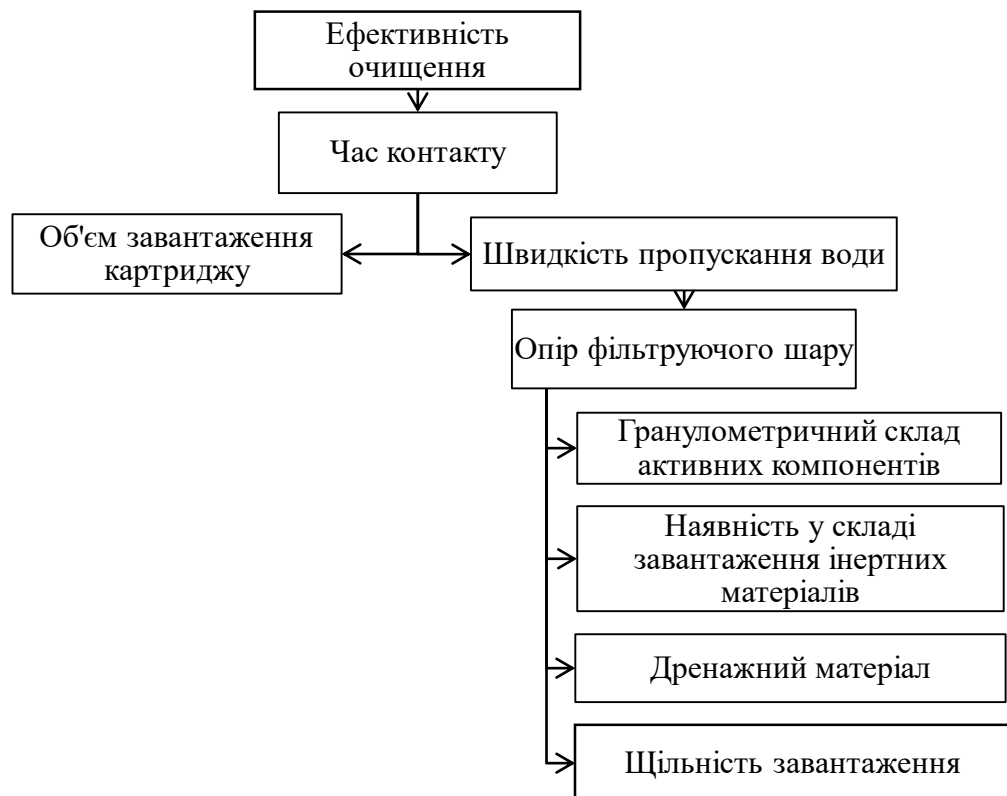 Ефективність
очищення
Час контакту
Об'єм завантаження
картриджу
Швидкість пропускання води
Опір фільтруючого шару
Гранулометричний склад
активних компонентів
Наявність у складі
завантаження інертних
матеріалів
Дренажний матеріал
Щільність завантаження